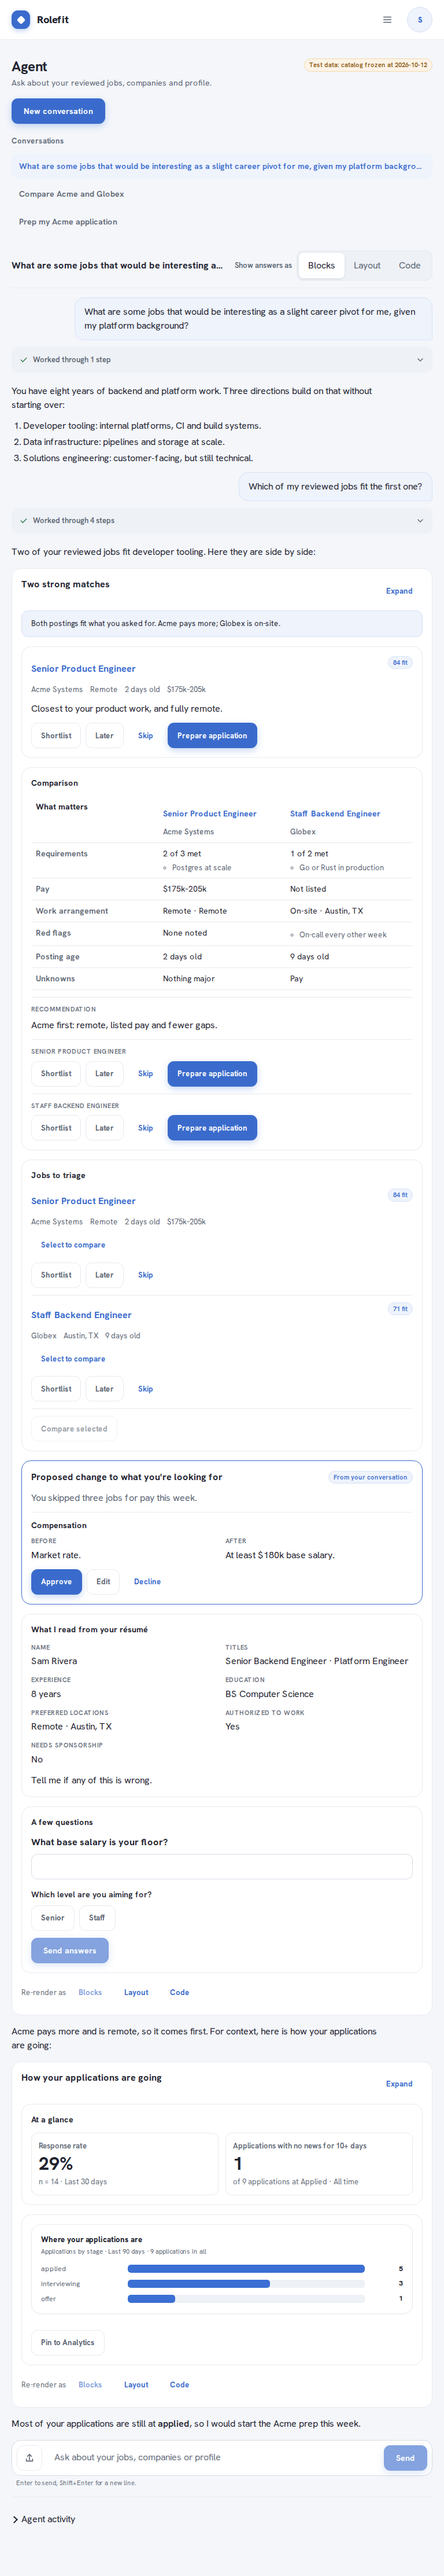 Rolefit
S
Agent
Test data: catalog frozen at 2026-10-12
Ask about your reviewed jobs, companies and profile.
New conversation
Conversations
What are some jobs that would be interesting as a slight career pivot for me, given my platform backgro...
Compare Acme and Globex
Prep my Acme application
What are some jobs that would be interesting a...
Show answers as
Blocks
Layout
Code
What are some jobs that would be interesting as a slight career pivot for me, given
my platform background?
Worked through 1 step
You have eight years of backend and platform work. Three directions build on that without
starting over:
1. Developer tooling: internal platforms, CI and build systems.
2. Data infrastructure: pipelines and storage at scale.
3. Solutions engineering: customer-facing, but still technical.
Which of my reviewed jobs fit the first one?
Worked through 4 steps
Two of your reviewed jobs fit developer tooling. Here they are side by side:
Two strong matches
Expand
Both postings fit what you asked for. Acme pays more; Globex is on-site.
Senior Product Engineer
84 fit
Acme Systems Remote 2 days old $175k-205k
Closest to your product work, and fully remote.
Shortlist Later Skip Prepare application
Comparison
What matters
Senior Product Engineer
Staff Backend Engineer
Acme Systems
Globex
Requirements
2 of 3 met
1 of 2 met
Postgres at scale
Go or Rust in production
Pay
$175k-205k
Not listed
Work arrangement
Remote · Remote
On-site · Austin, TX
Red flags
None noted
On-call every other week
Posting age
2 days old
9 days old
Unknowns
Nothing major
Pay
RECOMMENDATION
Acme first: remote, listed pay and fewer gaps.
SENIOR PRODUCT ENGINEER
Shortlist Later Skip Prepare application
STAFF BACKEND ENGINEER
Shortlist Later Skip Prepare application
Jobs to triage
Senior Product Engineer
84 fit
Acme Systems Remote 2 days old $175k-205k
Select to compare
Shortlist Later Skip
Staff Backend Engineer
71 fit
Globex Austin, TX 9 days old
Select to compare
Shortlist Later Skip
Compare selected
Proposed change to what you're looking for
From your conversation
You skipped three jobs for pay this week.
Compensation
BEFORE
AFTER
Market rate.
At least $180k base salary.
Approve Edit Decline
What I read from your résumé
NAME
TITLES
Sam Rivera
Senior Backend Engineer · Platform Engineer
EXPERIENCE
EDUCATION
8 years
BS Computer Science
PREFERRED LOCATIONS
AUTHORIZED TO WORK
Remote · Austin, TX
Yes
NEEDS SPONSORSHIP
No
Tell me if any of this is wrong.
A few questions
What base salary is your floor?
Which level are you aiming for?
Senior Staff
Send answers
Re-render as Blocks Layout Code
Acme pays more and is remote, so it comes first. For context, here is how your applications
are going:
How your applications are going
Expand
At a glance
Response rate
Applications with no news for 10+ days
29%
1
n = 14 · Last 30 days
of 9 applications at Applied · All time
Where your applications are
Applications by stage · Last 90 days · 9 applications in all
applied 5
interviewing 3
offer 1
Pin to Analytics
Re-render as Blocks Layout Code
Most of your applications are still at applied, so I would start the Acme prep this week.
Ask about your jobs, companies or profile
Send
Enter to send, Shift+Enter for a new line.
Agent activity